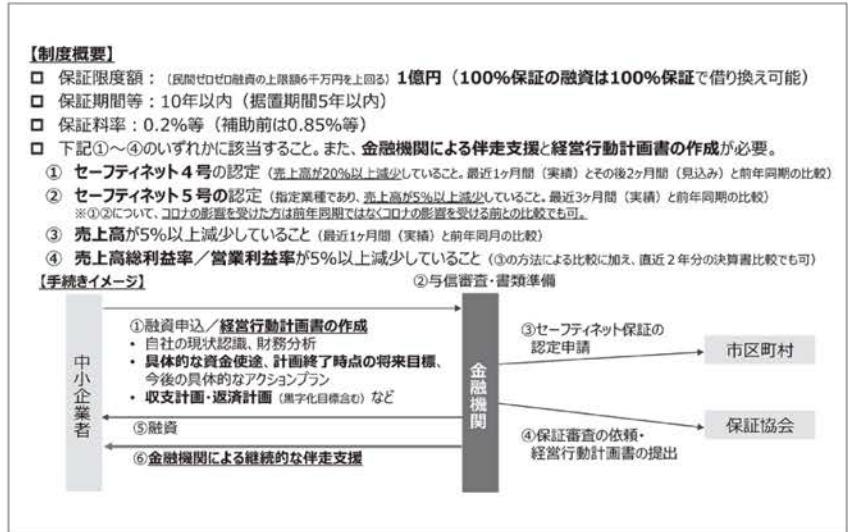 【制度概要】
□ 保証限度額：（民間ゼロゼロ融資の上限額6千万円を上回る）1億円（100%保証の融資は100%保証で借り換え可能）
□ 保証期間等：10年以内（据置期間5年以内）
□ 保証料率：0.2%等（補助前は0.85%等）
□ 下記①～④のいずれかに該当すること。また、金融機関による伴走支援と経営行動計画書の作成が必要。
① セーフティネット４号の認定（売上高が20%以上減少していること。最近1ヶ月間（実績）とその後2ヶ月間（見込み）と前年同期の比較）
② セーフティネット５号の認定（指定業種であり、売上高が5%以上減少していること。最近3ヶ月間（実績）と前年同期の比較）
※①②について、コロナの影響を受けた方は前年同期ではなくコロナの影響を受ける前との比較でも可。
③ 売上高が5%以上減少していること（最近1ヶ月間（実績）と前年同月の比較）
④ 売上高総利益率／営業利益率が5%以上減少していること（③の方法による比較に加え、直近２年分の決算書比較でも可）
【手続きイメージ】
②与信審査・書類準備
中小企業者
①融資申込／経営行動計画書の作成
・ 自社の現状認識、財務分析
・ 具体的な資金使途、計画終了時点の将来目標、
今後の具体的なアクションプラン
・ 収支計画・返済計画（黒字化目標含む）など
⑤融資
⑥金融機関による継続的な伴走支援
金融機関
③セーフティネット保証の
認定申請
市区町村
④保証審査の依頼・
経営行動計画書の提出
保証協会